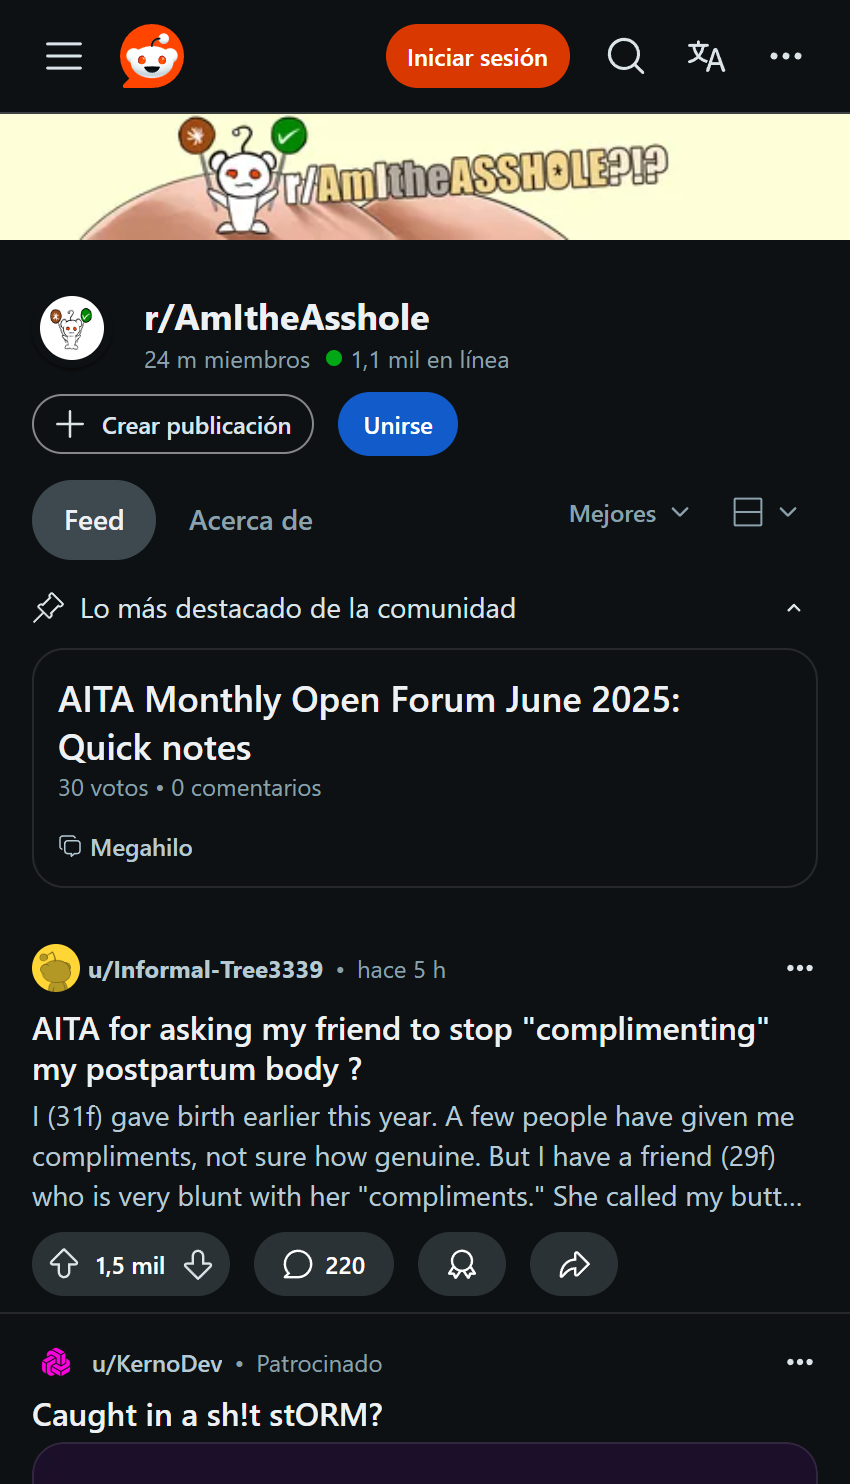 Iniciar sesión
r/AmItheASSHOLE?!?
r/AmItheAsshole
24 m miembros 1,1 mil en línea
Crear publicación
Unirse
Feed
Acerca de
Mejores
Lo más destacado de la comunidad
AITA Monthly Open Forum June 2025:
Quick notes
30 votos • 0 comentarios
Megahilo
u/Informal-Tree3339 • hace 5 h
AITA for asking my friend to stop "complimenting"
my postpartum body ?
I (31f) gave birth earlier this year. A few people have given me
compliments, not sure how genuine. But I have a friend (29f)
who is very blunt with her "compliments." She called my butt...
1,5 mil
220
u/KernoDev • Patrocinado
Caught in a sh!t stORM?